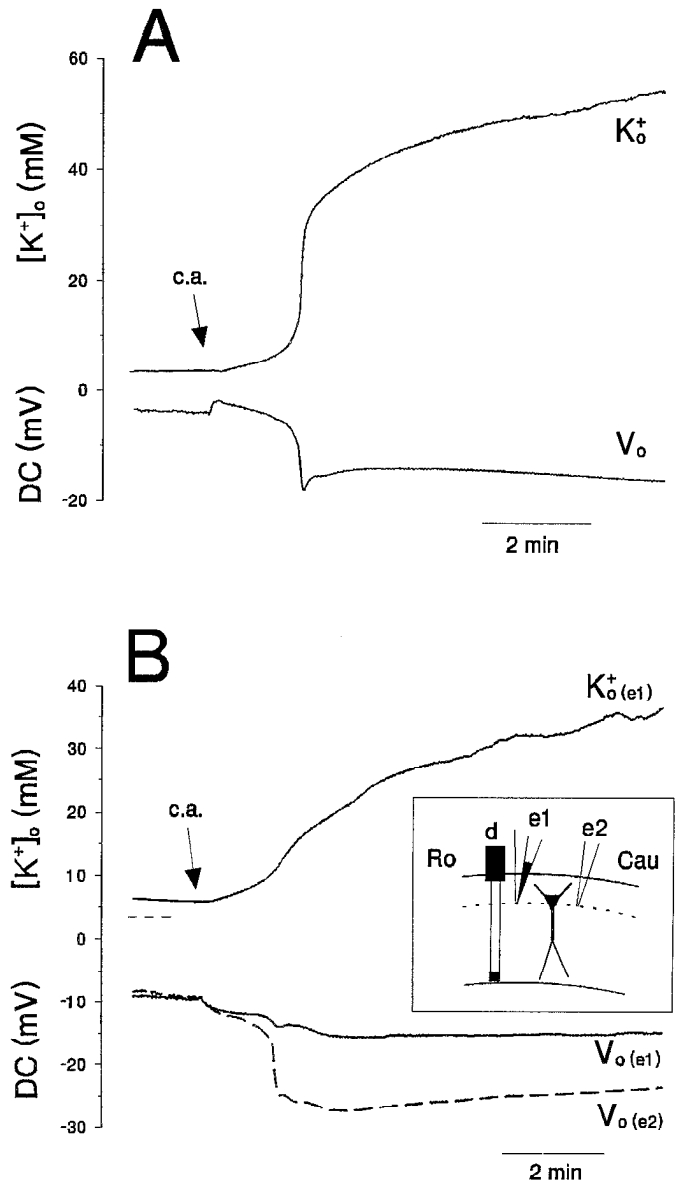 A
60
40
20
0
-20
[K⁺]ₒ (mM)
DC (mV)
c.a.
K⁺ₒ
Vₒ
2 min
B
40
30
20
10
0
-10
-20
-30
[K⁺]ₒ (mM)
DC (mV)
c.a.
K⁺ₒ (e1)
Ro
d
e1
e2
Cau
Vₒ (e1)
Vₒ (e2)
2 min